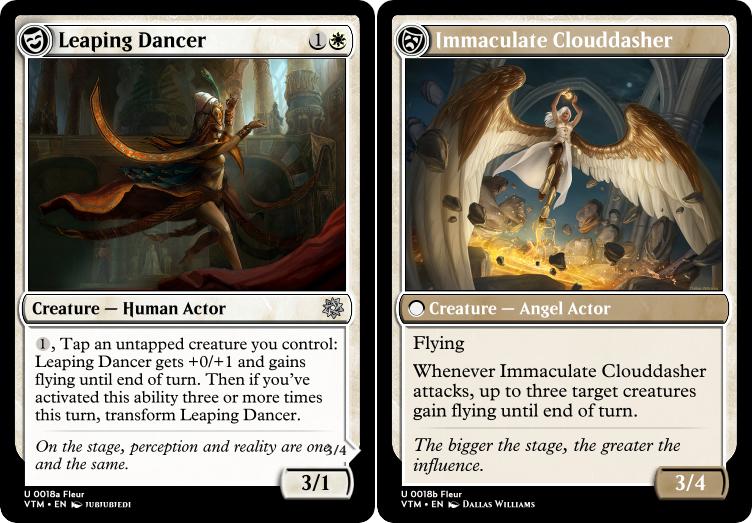 Leaping Dancer 1
Creature — Human Actor
1, Tap an untapped creature you control:
Leaping Dancer gets +0/+1 and gains
flying until end of turn. Then if you've
activated this ability three or more times
this turn, transform Leaping Dancer.
On the stage, perception and reality are one
and the same.
3/4
3/1
U 0018a Fleur
VTM • EN JUBJUBJEDI
Immaculate Clouddasher
Creature — Angel Actor
Flying
Whenever Immaculate Clouddasher
attacks, up to three target creatures
gain flying until end of turn.
The bigger the stage, the greater the
influence.
3/4
U 0018b Fleur
VTM • EN DALLAS WILLIAMS